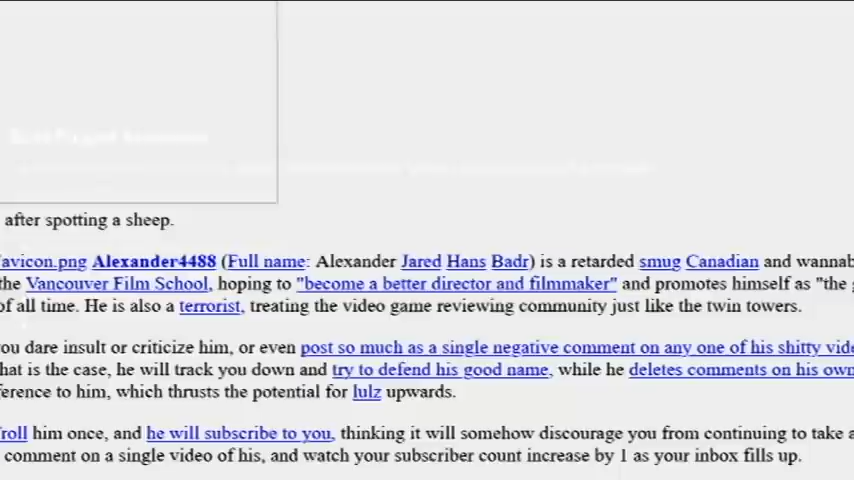 after spotting a sheep.
avicon.png Alexander4488 (Full name: Alexander Jared Hans Badr) is a retarded smug Canadian and wannab
the Vancouver Film School, hoping to "become a better director and filmmaker" and promotes himself as "the g
of all time. He is also a terrorist, treating the video game reviewing community just like the twin towers.
you dare insult or criticize him, or even post so much as a single negative comment on any one of his shitty vide
hat is the case, he will track you down and try to defend his good name, while he deletes comments on his own
ference to him, which thrusts the potential for lulz upwards.
Troll him once, and he will subscribe to you, thinking it will somehow discourage you from continuing to take a
comment on a single video of his, and watch your subscriber count increase by 1 as your inbox fills up.